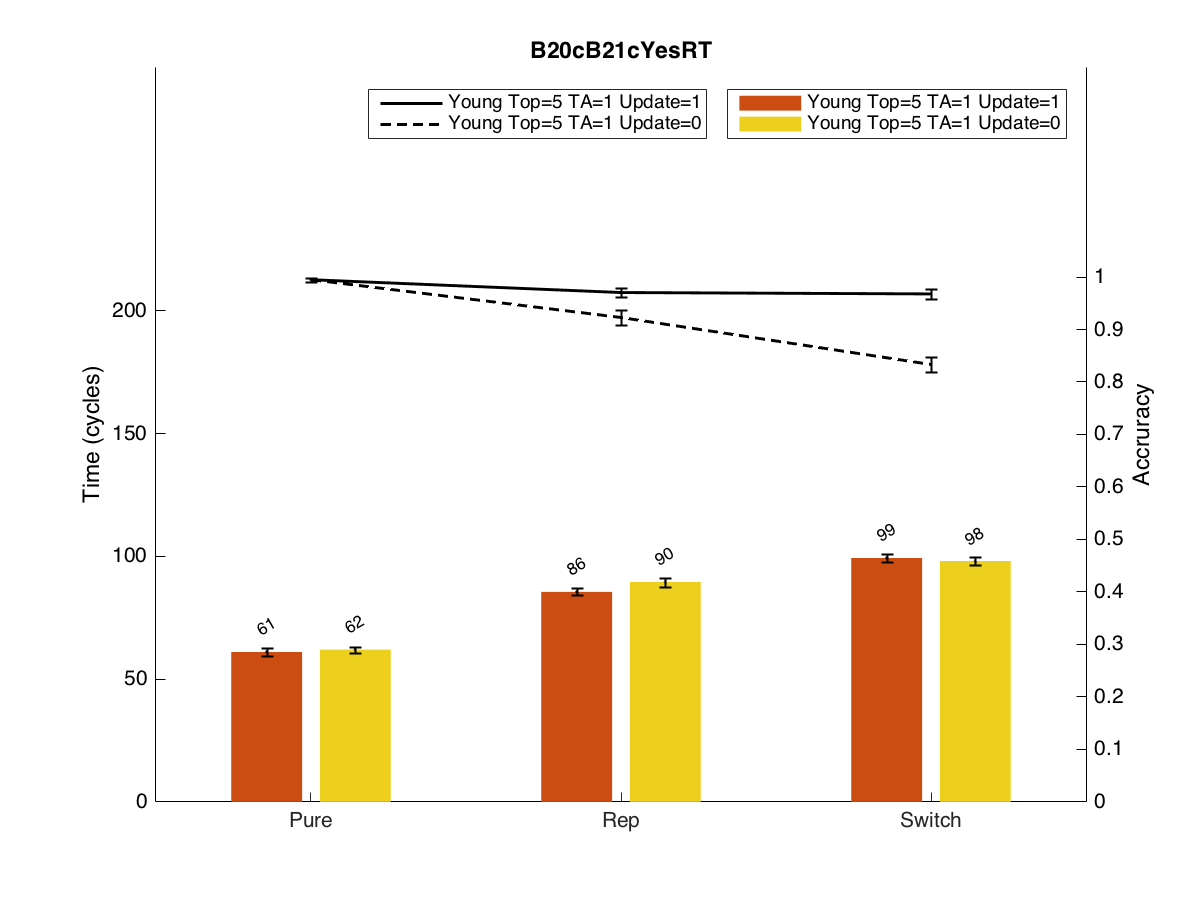 B20cB21cYesRT
Young Top=5 TA=1 Update=1
Young Top=5 TA=1 Update=0
Young Top=5 TA=1 Update=1
Young Top=5 TA=1 Update=0
Time (cycles)
200
150
100
50
0
61
62
86
90
99
98
Pure
Rep
Switch
1
0.9
0.8
0.7
0.6
0.5
0.4
0.3
0.2
0.1
0
Accruracy